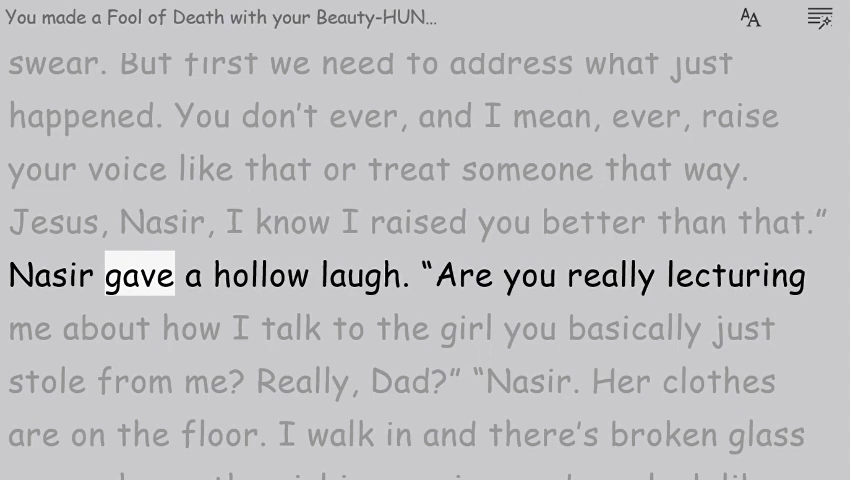 You made a Fool of Death with your Beauty-HUN...
AA
swear. But first we need to address what just
happened. You don’t ever, and I mean, ever, raise
your voice like that or treat someone that way.
Jesus, Nasir, I know I raised you better than that.”
Nasir gave a hollow laugh. “Are you really lecturing
me about how I talk to the girl you basically just
stole from me? Really, Dad?” “Nasir. Her clothes
are on the floor. I walk in and there’s broken glass